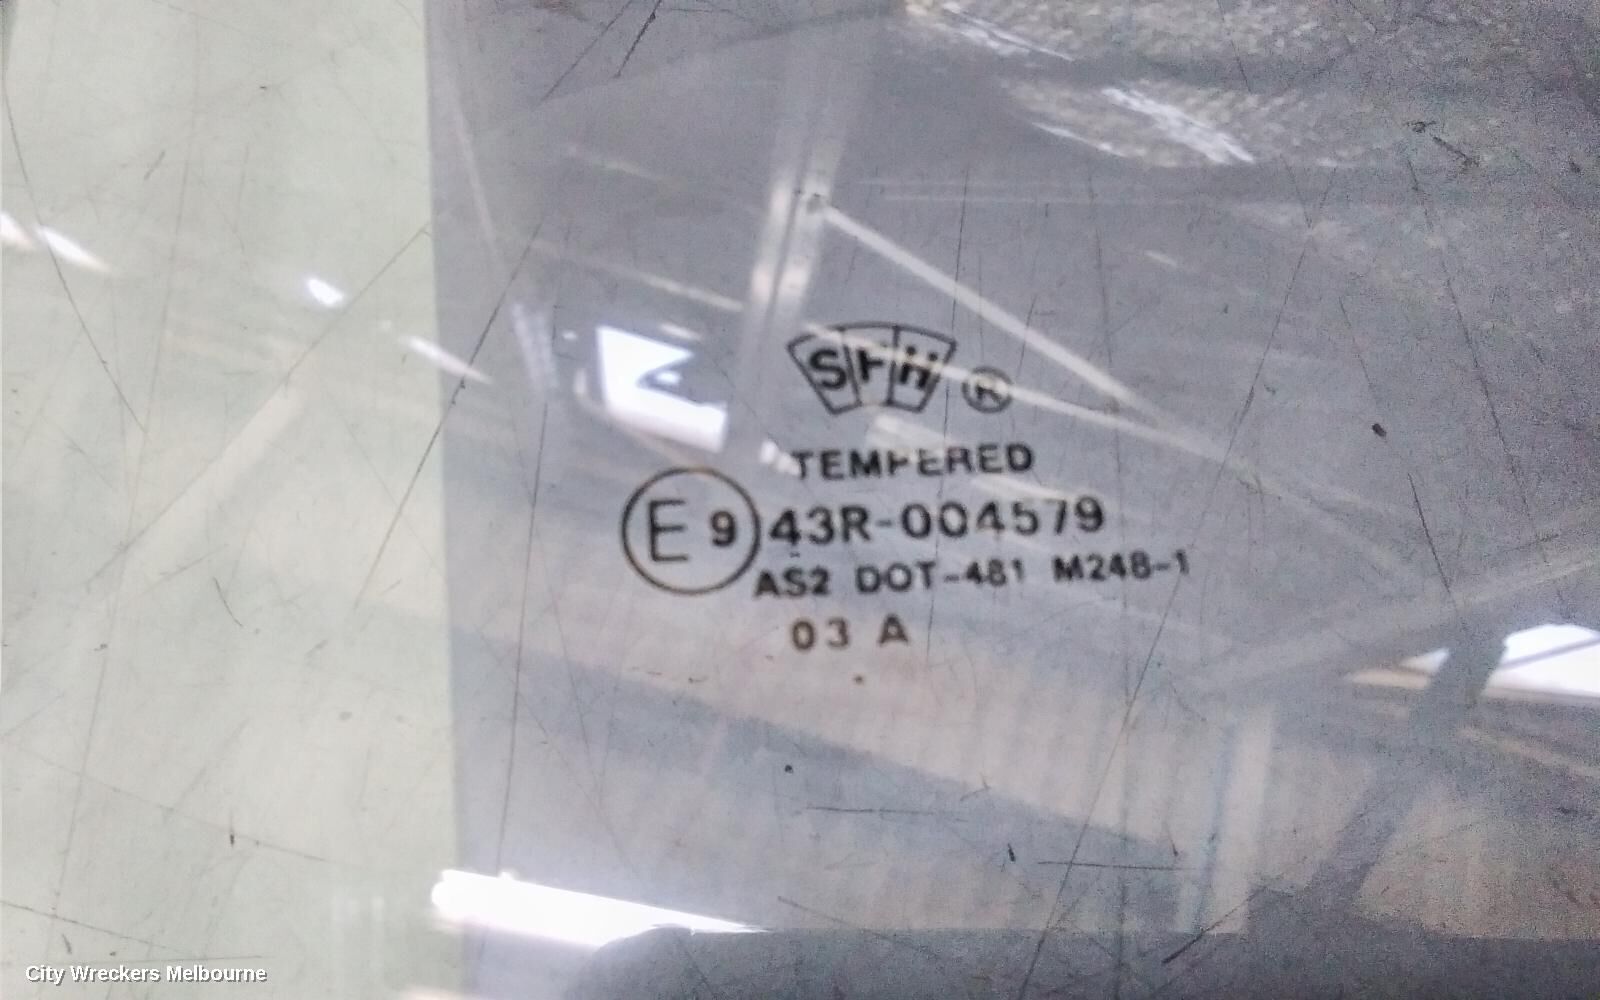 SFH ®
TEMPERED
E 9 43R-004579
AS2 DOT-481 M248-1
03 A
City Wreckers Melbourne